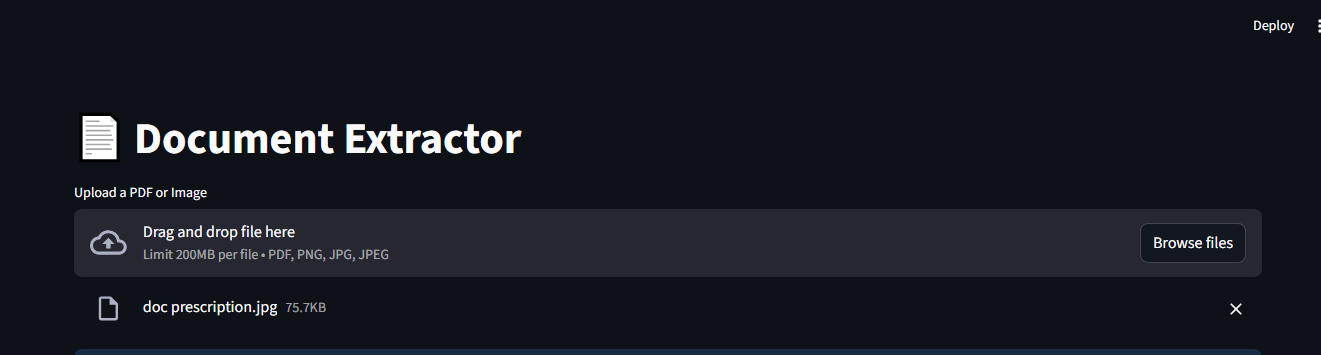 Deploy
Document Extractor
Upload a PDF or Image
Drag and drop file here
Limit 200MB per file • PDF, PNG, JPG, JPEG
Browse files
doc prescription.jpg 75.7KB